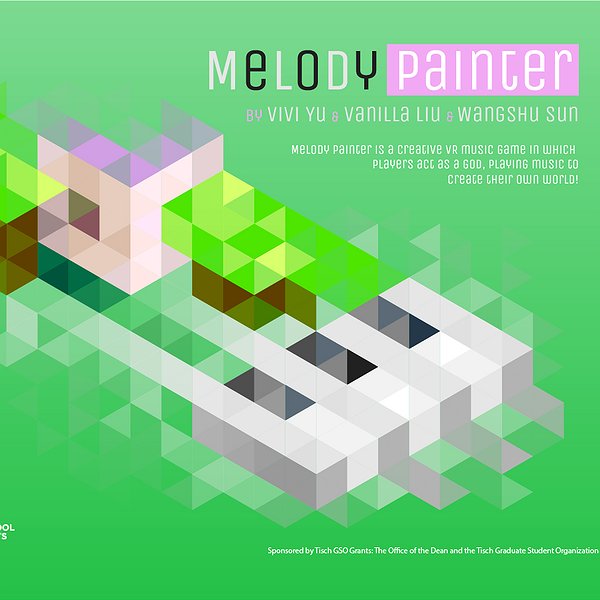 MeLODY Painter
BY VIVI YU & Vanilla LIU & Wangshu Sun
Melody Painter is a creative VR music game in which
players act as a god, playing music to
create their own world!
OOL
TS
Sponsored by Tisch GSO Grants: The Office of the Dean and the Tisch Graduate Student Organization